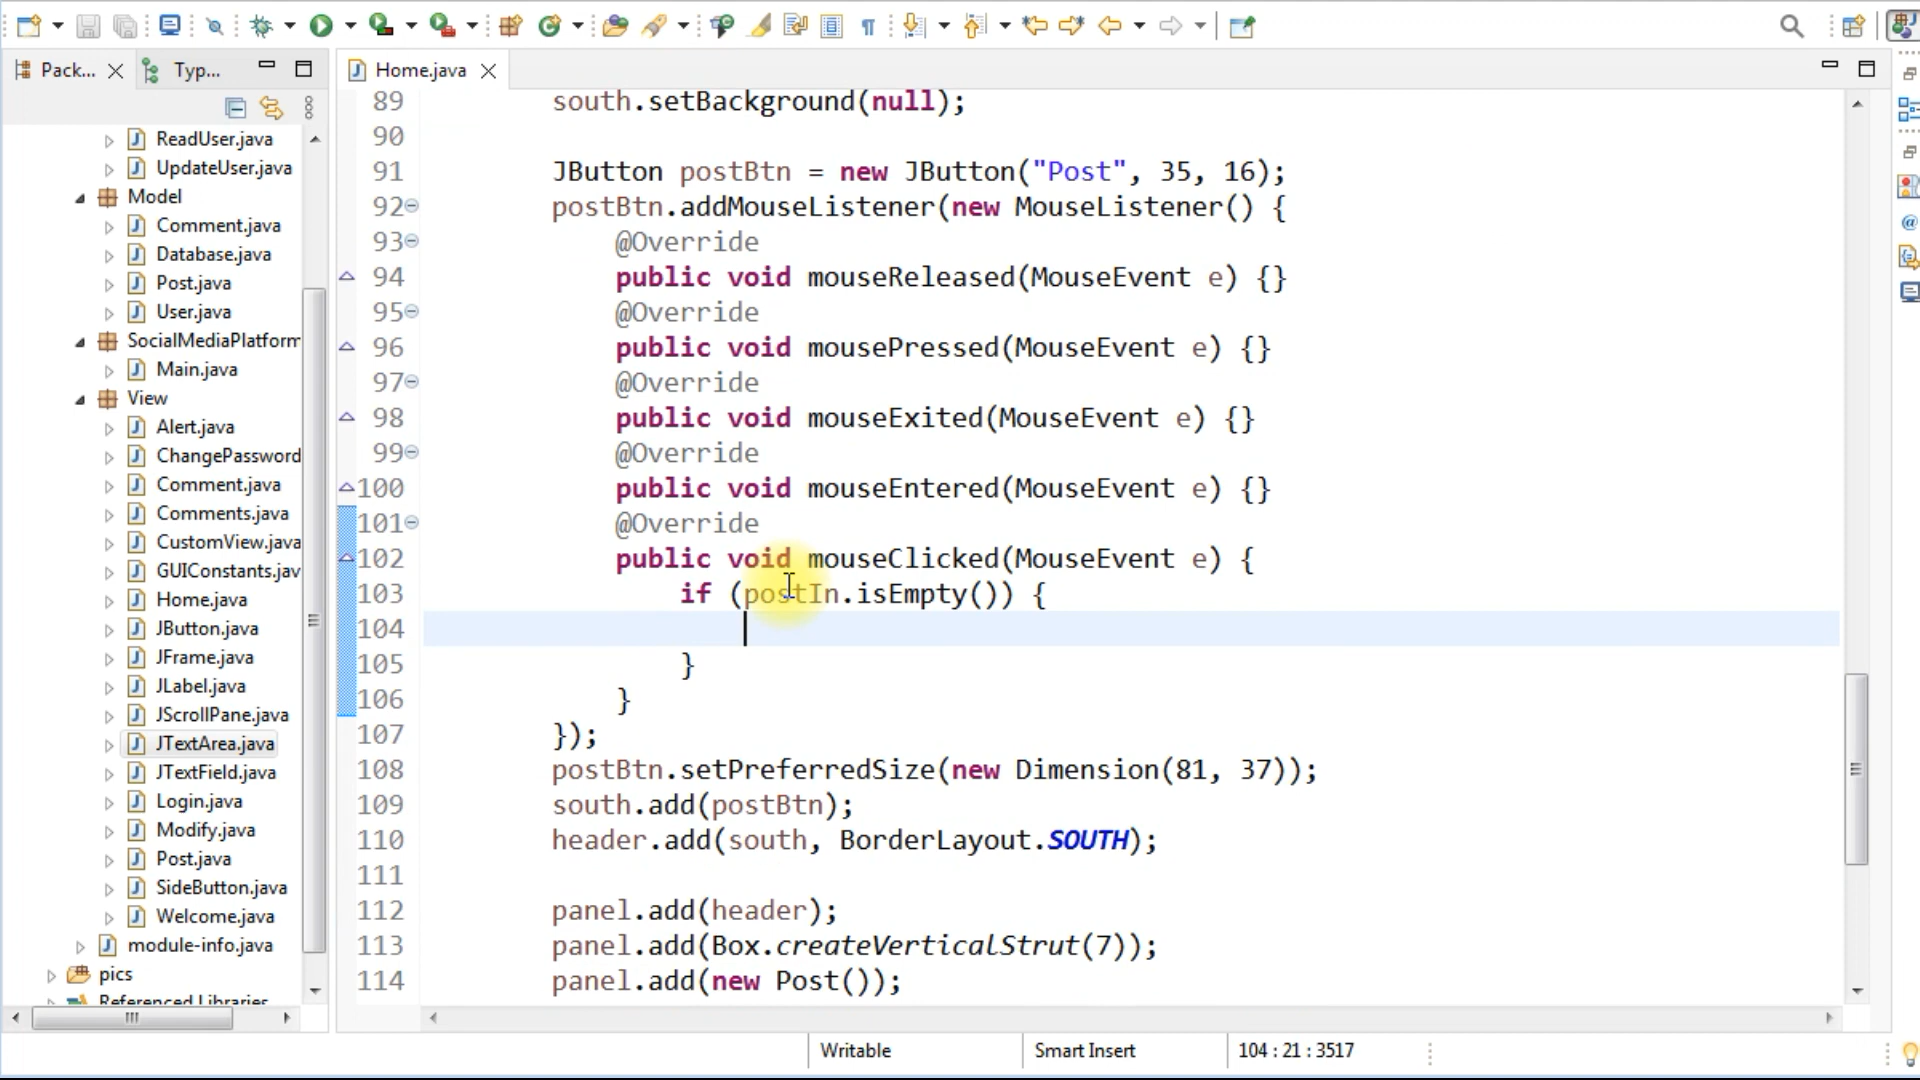 Pack...
Typ...
Home.java
ReadUser.java
UpdateUser.java
Model
Comment.java
Database.java
Post.java
User.java
SocialMediaPlatform
Main.java
View
Alert.java
ChangePassword
Comment.java
Comments.java
CustomView.java
GUIConstants.jav
Home.java
JButton.java
JFrame.java
JLabel.java
JScrollPane.java
JTextArea.java
JTextField.java
Login.java
Modify.java
Post.java
SideButton.java
Welcome.java
module-info.java
pics
Referenced Libraries
89 south.setBackground(null);
90
91 JButton postBtn = new JButton("Post", 35, 16);
92 postBtn.addMouseListener(new MouseListener() {
93 @Override
94 public void mouseReleased(MouseEvent e) {}
95 @Override
96 public void mousePressed(MouseEvent e) {}
97 @Override
98 public void mouseExited(MouseEvent e) {}
99 @Override
100 public void mouseEntered(MouseEvent e) {}
101 @Override
102 public void mouseClicked(MouseEvent e) {
103 if (postIn.isEmpty()) {
104
105 }
106 }
107 });
108 postBtn.setPreferredSize(new Dimension(81, 37));
109 south.add(postBtn);
110 header.add(south, BorderLayout.SOUTH);
111
112 panel.add(header);
113 panel.add(Box.createVerticalStrut(7));
114 panel.add(new Post());
Writable
Smart Insert
104 : 21 : 3517